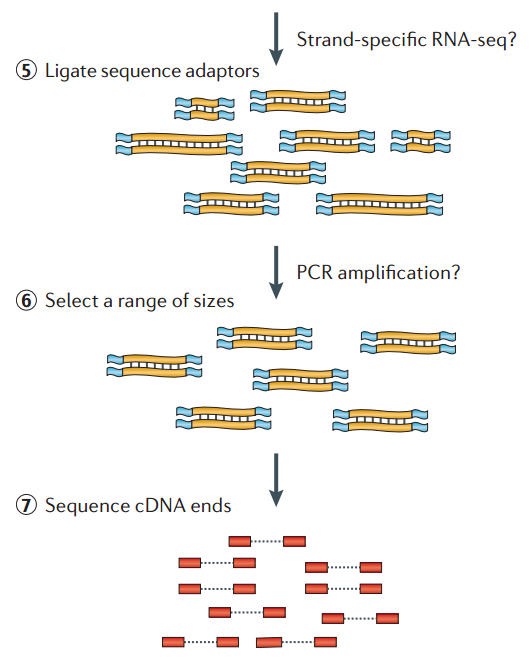 Strand-specific RNA-seq?
⑤ Ligate sequence adaptors
PCR amplification?
⑥ Select a range of sizes
⑦ Sequence cDNA ends